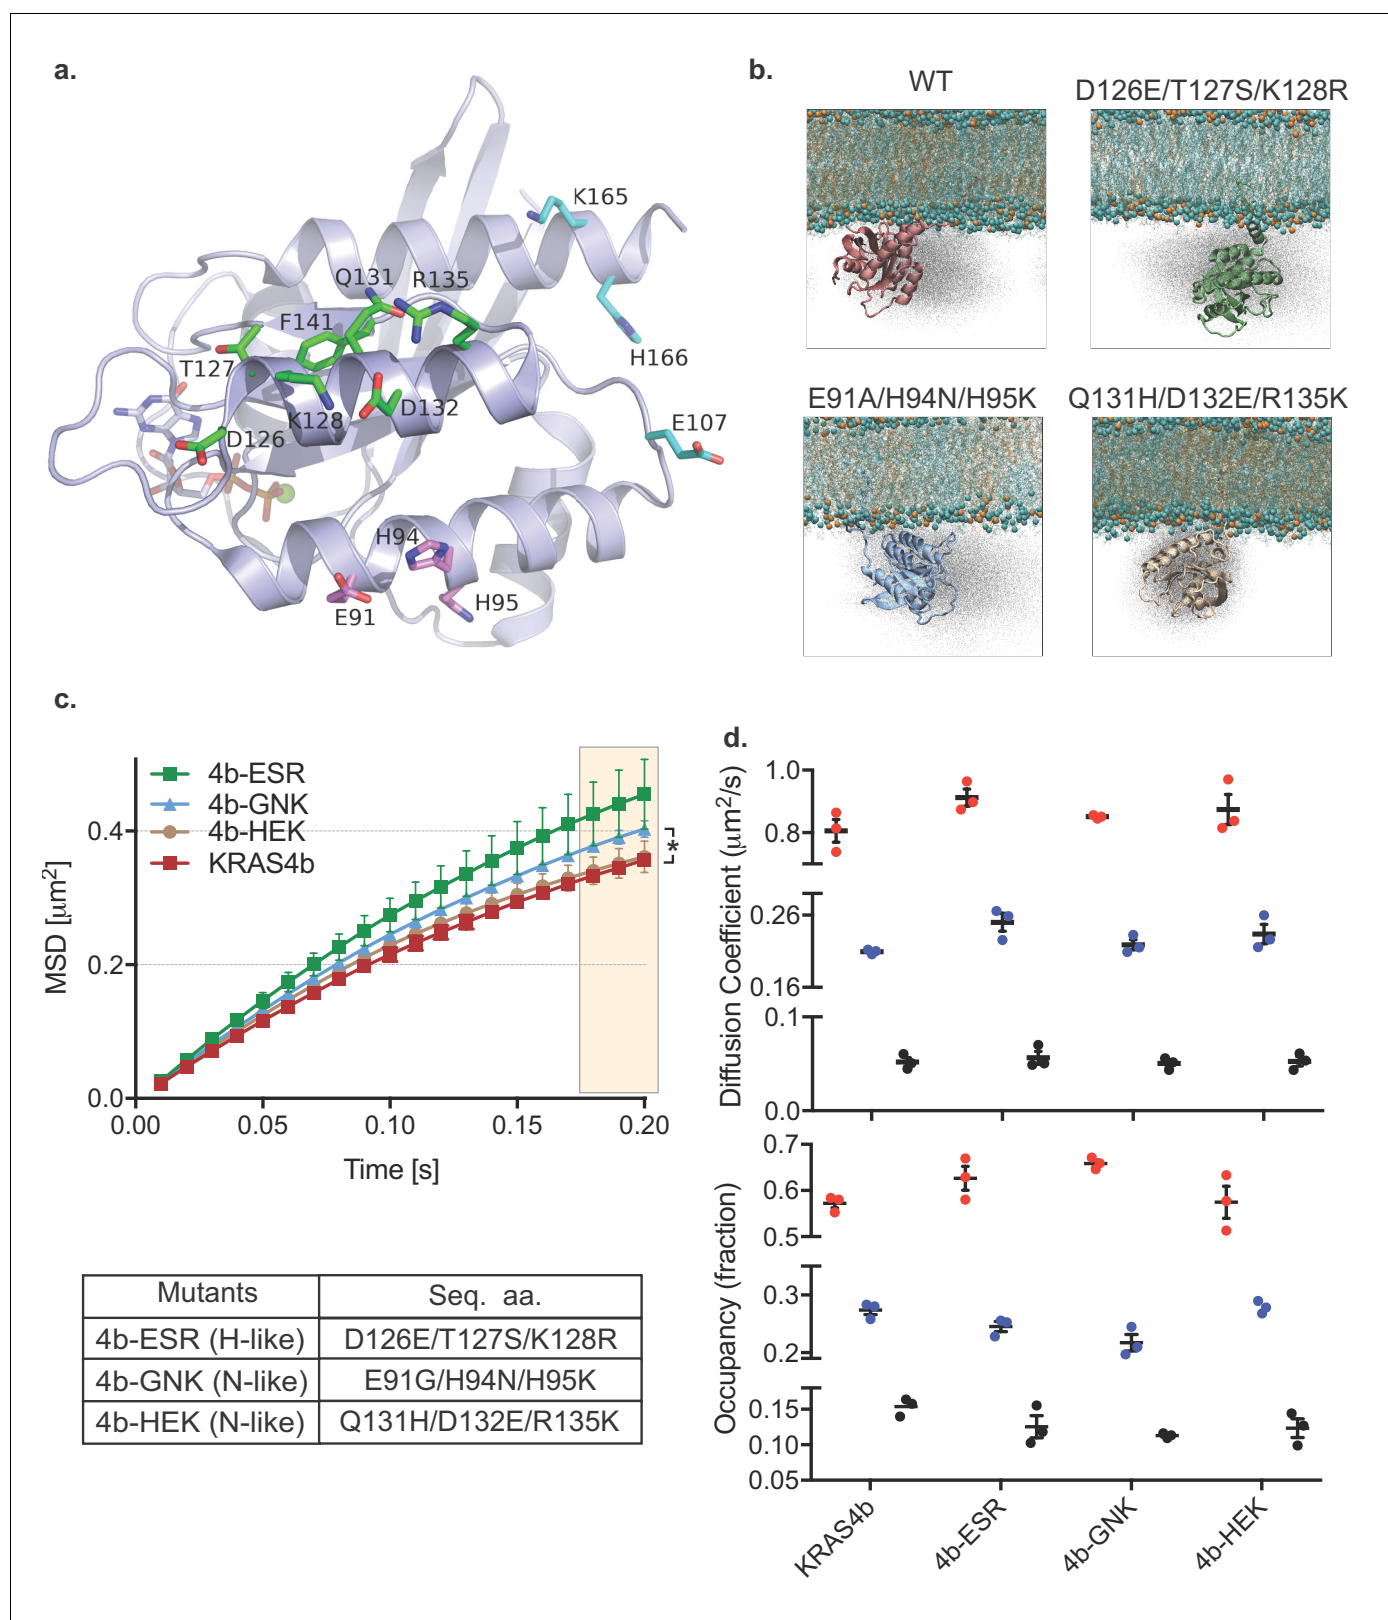 a.
K165
Q131
R135
F141
H166
T127
K128
D132
E107
D126
H94
E91
H95
b.
WT
D126E/T127S/K128R
E91A/H94N/H95K
Q131H/D132E/R135K
c.
4b-ESR
4b-GNK
4b-HEK
KRAS4b
*
MSD [μm²]
0.4
0.2
0.0
0.00
0.05
0.10
0.15
0.20
Time [s]
Mutants
Seq. aa.
4b-ESR (H-like)
D126E/T127S/K128R
4b-GNK (N-like)
E91G/H94N/H95K
4b-HEK (N-like)
Q131H/D132E/R135K
d.
Diffusion Coefficient (μm²/s)
1.0
0.8
0.26
0.16
0.1
0.0
Occupancy (fraction)
0.7
0.6
0.5
0.3
0.2
0.15
0.10
0.05
KRAS4b
4b-ESR
4b-GNK
4b-HEK